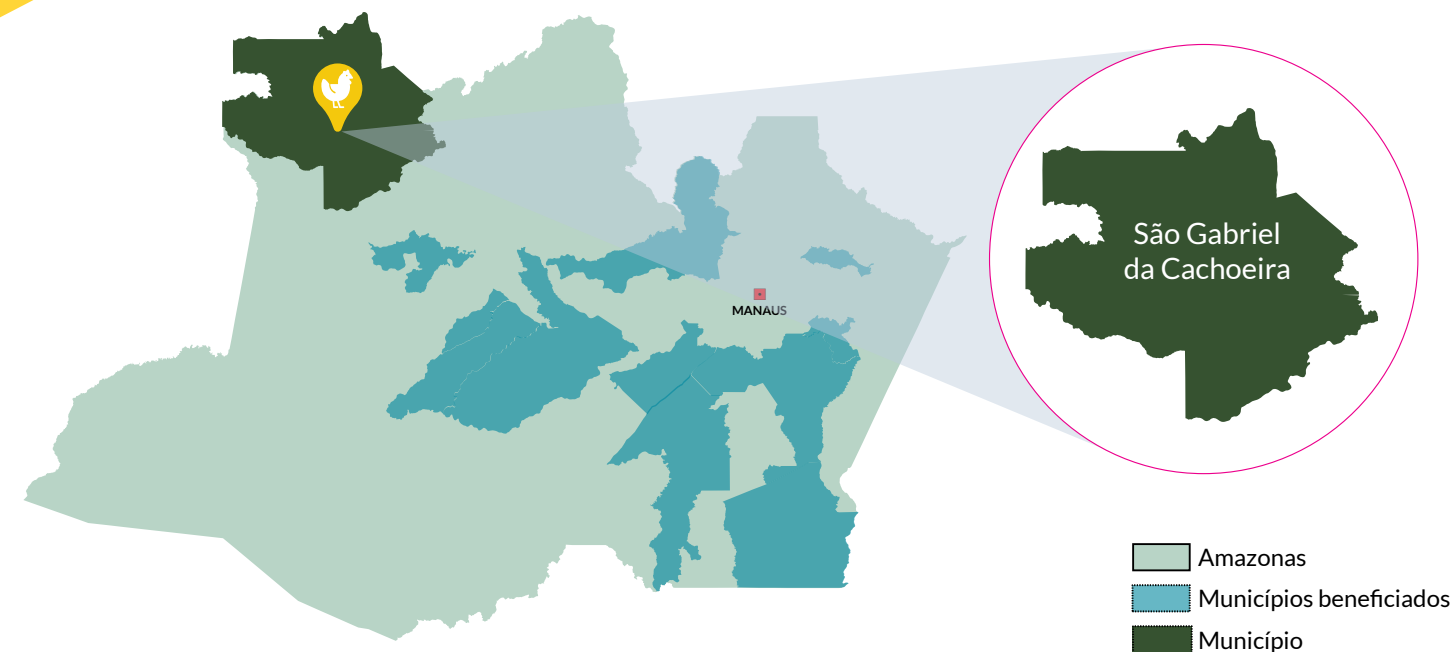 São Gabriel
da Cachoeira
MANAUS
Amazonas
Municípios beneficiados
Município